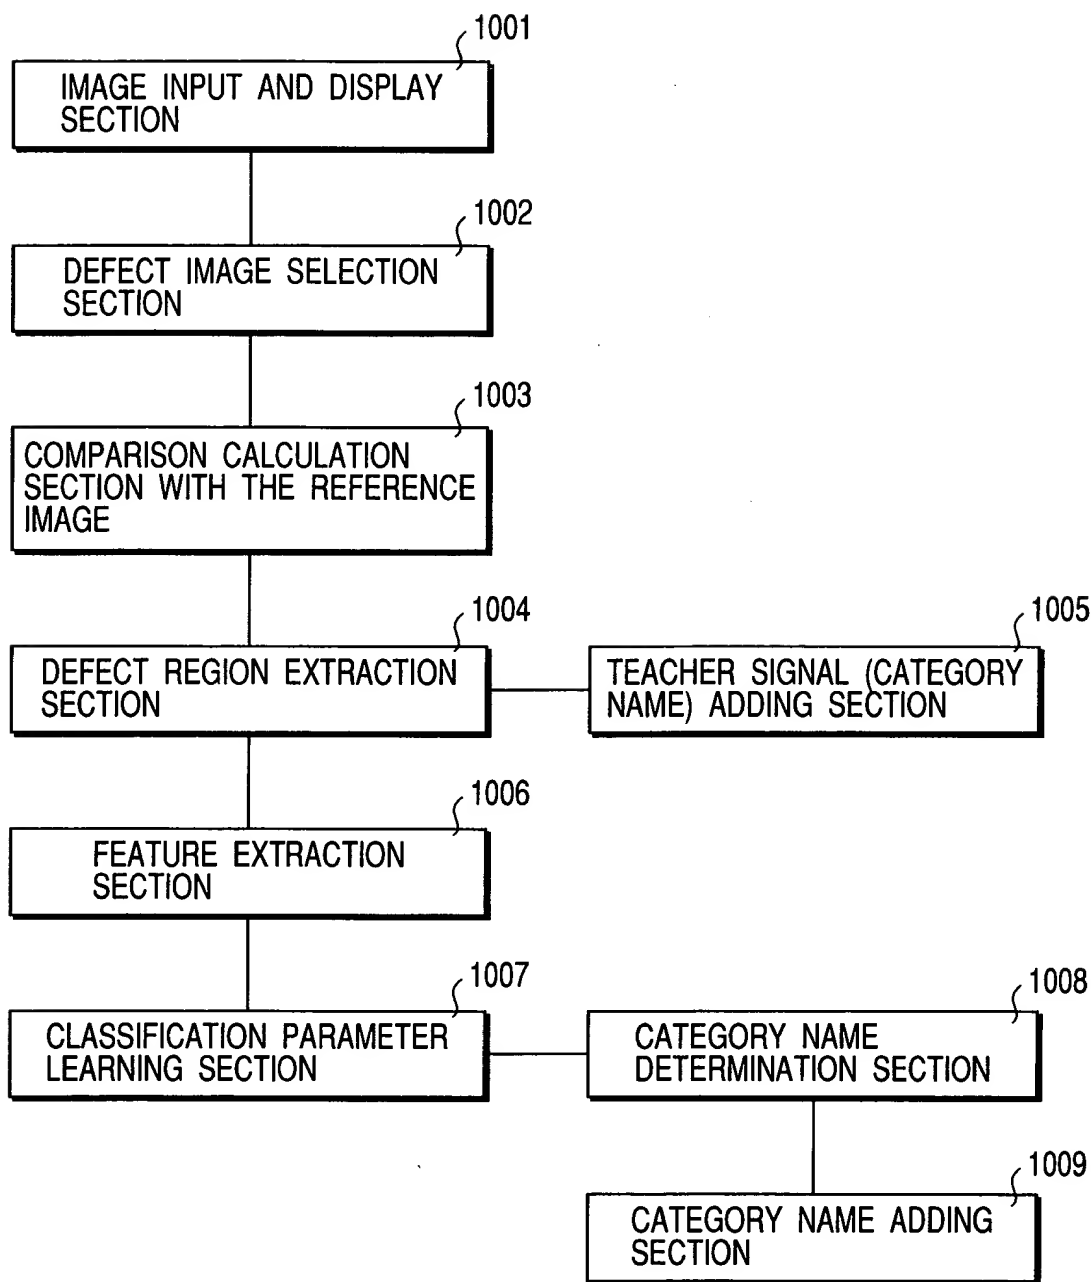 1001
IMAGE INPUT AND DISPLAY
SECTION
1002
DEFECT IMAGE SELECTION
SECTION
1003
COMPARISON CALCULATION
SECTION WITH THE REFERENCE
IMAGE
1004
DEFECT REGION EXTRACTION
SECTION
1005
TEACHER SIGNAL (CATEGORY
NAME) ADDING SECTION
1006
FEATURE EXTRACTION
SECTION
1007
CLASSIFICATION PARAMETER
LEARNING SECTION
1008
CATEGORY NAME
DETERMINATION SECTION
1009
CATEGORY NAME ADDING
SECTION